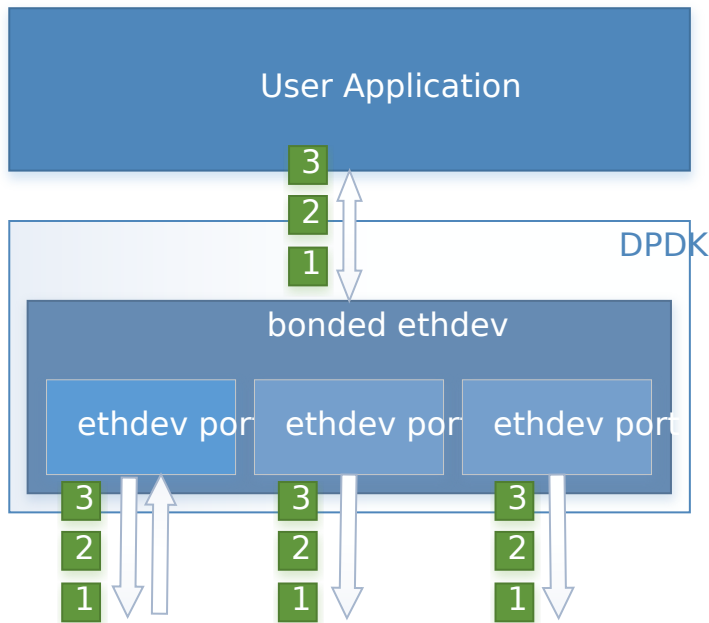 User Application
3
2
1
DPDK
bonded ethdev
ethdev port
ethdev port
ethdev port
3
3
3
2
2
2
1
1
1